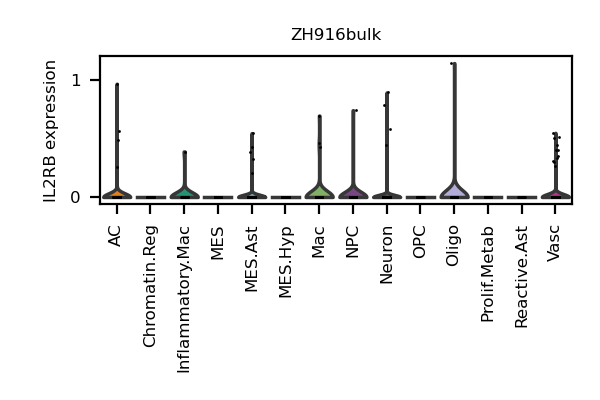 ZH916bulk
IL2RB expression
1
0
AC
Chromatin.Reg
Inflammatory.Mac
MES
MES.Ast
MES.Hyp
Mac
NPC
Neuron
OPC
Oligo
Prolif.Metab
Reactive.Ast
Vasc